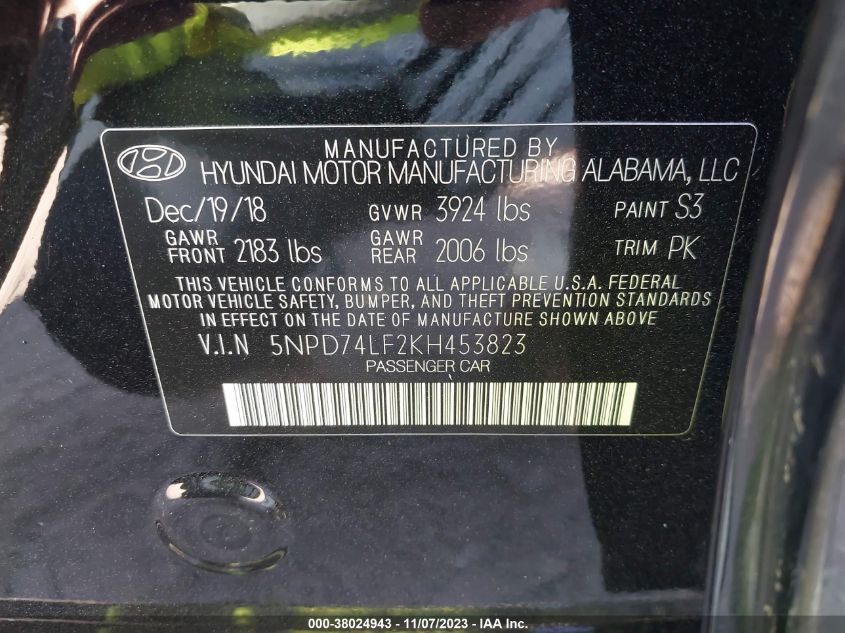 MANUFACTURED BY
HYUNDAI MOTOR MANUFACTURING ALABAMA, LLC
Dec/19/18 GVWR 3924 lbs PAINT S3
GAWR FRONT 2183 lbs GAWR REAR 2006 lbs TRIM PK
THIS VEHICLE CONFORMS TO ALL APPLICABLE U.S.A. FEDERAL
MOTOR VEHICLE SAFETY, BUMPER, AND THEFT PREVENTION STANDARDS
IN EFFECT ON THE DATE OF MANUFACTURE SHOWN ABOVE
V.I.N 5NPD74LF2KH453823
PASSENGER CAR
000-38024943 - 11/07/2023 - IAA Inc.